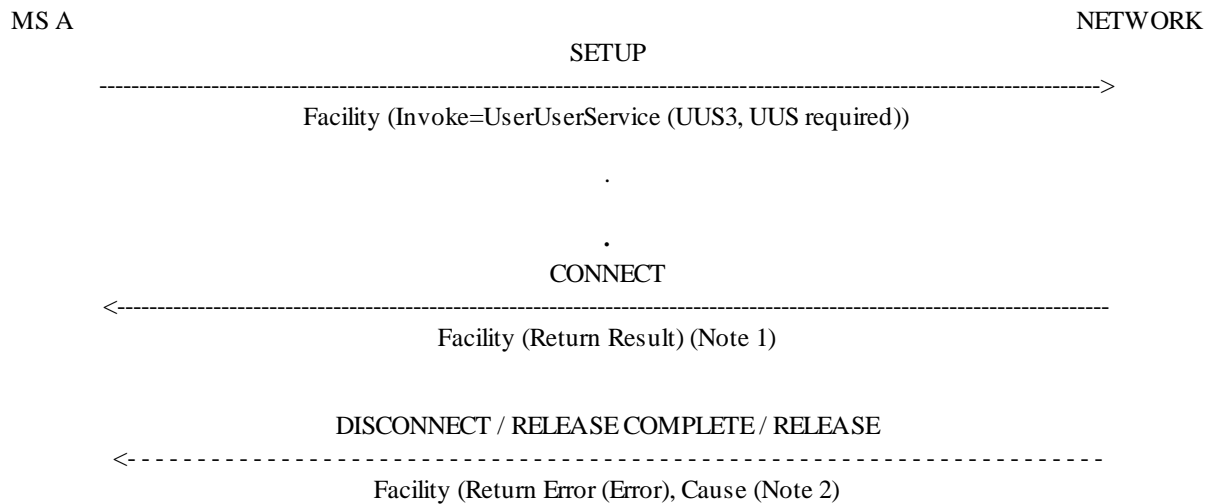 MS A NETWORK
SETUP
------------------------------------------------------------------------------------------------------------------------------>
Facility (Invoke=UserUserService (UUS3, UUS required))
.
.
CONNECT
<-----------------------------------------------------------------------------------------------------------------------------
Facility (Return Result) (Note 1)
DISCONNECT / RELEASE COMPLETE / RELEASE
<- - - - - - - - - - - - - - - - - - - - - - - - - - - - - - - - - - - - - - - - - - - - - - - - - - - - - - - - - - - - - - - - - - - - - -
Facility (Return Error (Error), Cause (Note 2)